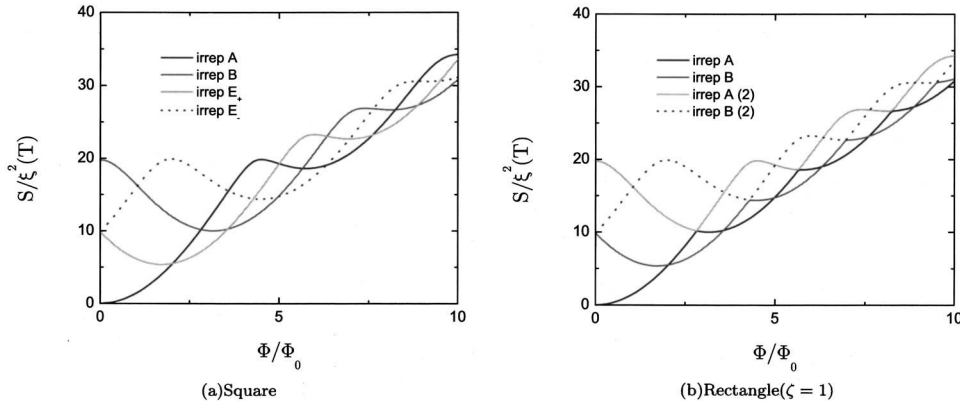 40
30
20
10
0
S/ξ²(T)
irrep A
irrep B
irrep E₊
irrep E₋
0
5
10
Φ/Φ₀
(a)Square
40
30
20
10
0
S/ξ²(T)
irrep A
irrep B
irrep A (2)
irrep B (2)
0
5
10
Φ/Φ₀
(b)Rectangle(ζ = 1)